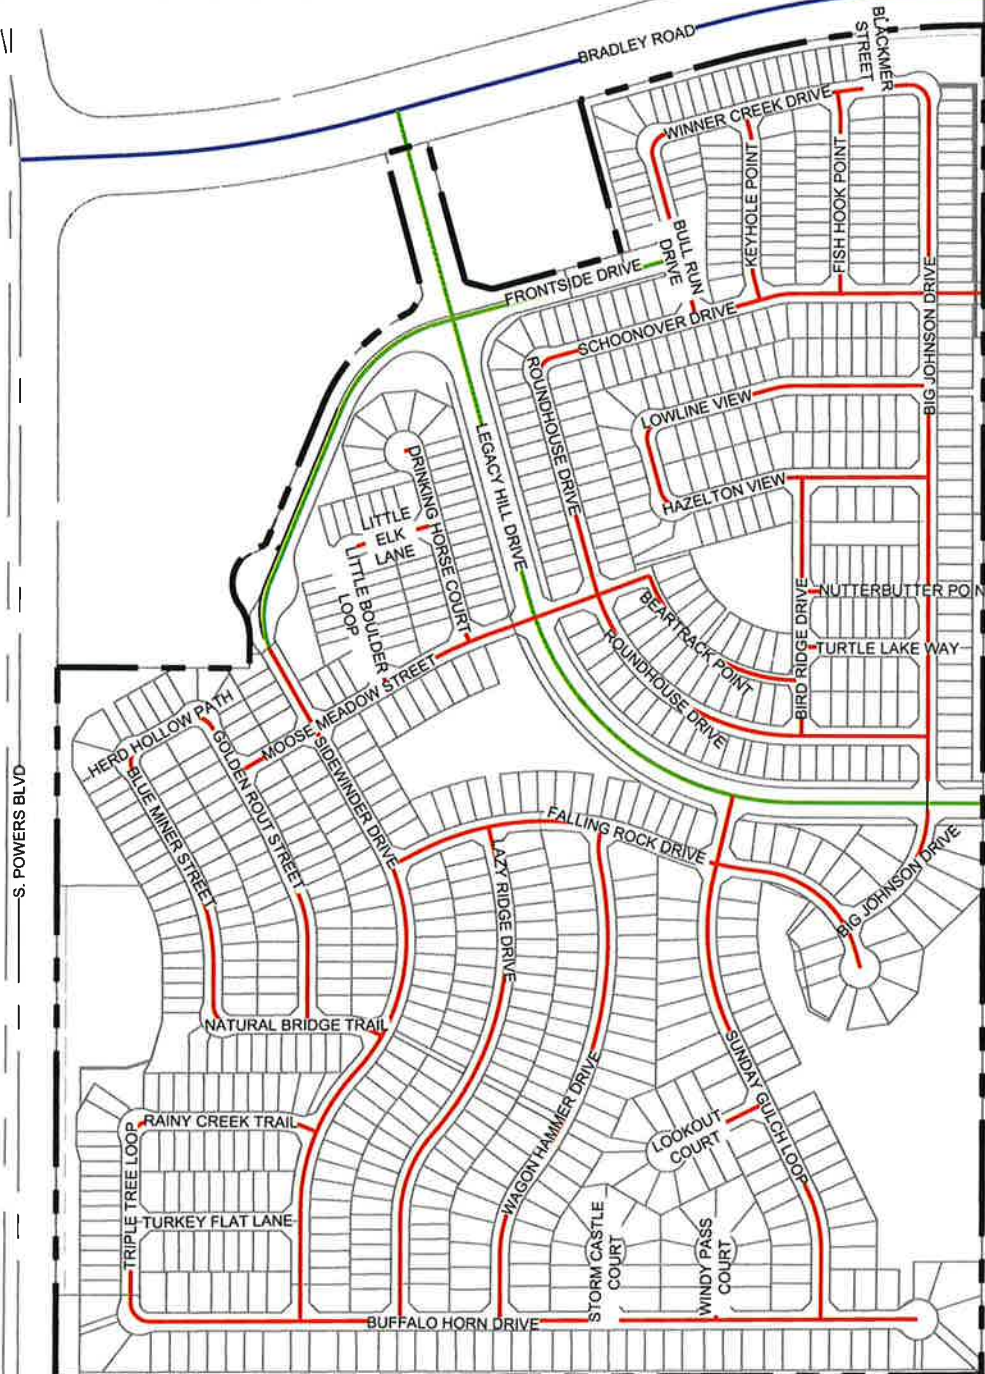 BRADLEY ROAD
BLACKMER
STREET
WINNER CREEK DRIVE
KEYHOLE POINT
FISH HOOK POINT
BULL RUN
DRIVE
FRONTSIDE DRIVE
SCHOONOVER DRIVE
BIG JOHNSON DRIVE
ROUNDHOUSE DRIVE
LOWLINE VIEW
LEGACY HILL DRIVE
DRINKING HORSE COURT
HAZELTON VIEW
LITTLE
ELK
LANE
LITTLE BOULDER
LOOP
BEARTRACK POINT
BIRD RIDGE DRIVE
NUTTERBUTTER POIN
TURTLE LAKE WAY
ROUNDHOUSE DRIVE
MOOSE MEADOW STREET
HERD HOLLOW PATH
GOLDEN ROUT STREET
BLUE MINER STREET
SIDEWINDER DRIVE
S. POWERS BLVD
FALLING ROCK DRIVE
LAZY RIDGE DRIVE
BIG JOHNSON DRIVE
NATURAL BRIDGE TRAIL
SUNDAY GULCH LOOP
WAGON HAMMER DRIVE
LOOKOUT
COURT
RAINY CREEK TRAIL
TRIPLE TREE LOOP
TURKEY FLAT LANE
STORM CASTLE
COURT
WINDY PASS
COURT
BUFFALO HORN DRIVE